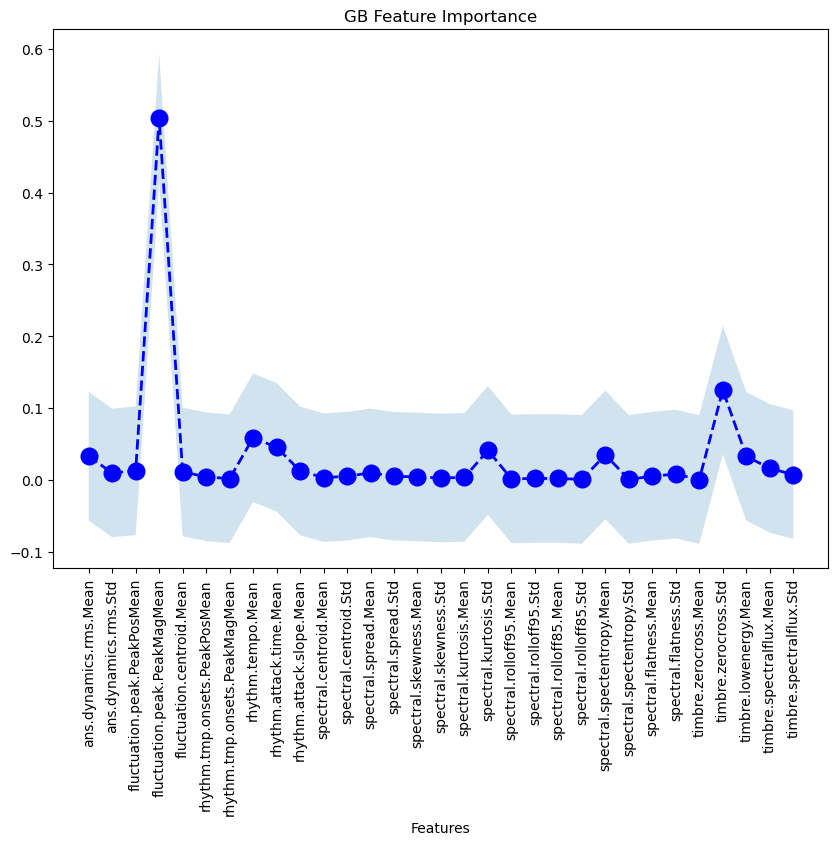 GB Feature Importance
0.6
0.5
0.4
0.3
0.2
0.1
0.0
−0.1
ans.dynamics.rms.Mean
ans.dynamics.rms.Std
fluctuation.peak.PeakPosMean
fluctuation.peak.PeakMagMean
fluctuation.centroid.Mean
rhythm.tmp.onsets.PeakPosMean
rhythm.tmp.onsets.PeakMagMean
rhythm.tempo.Mean
rhythm.attack.time.Mean
rhythm.attack.slope.Mean
spectral.centroid.Mean
spectral.centroid.Std
spectral.spread.Mean
spectral.spread.Std
spectral.skewness.Mean
spectral.skewness.Std
spectral.kurtosis.Mean
spectral.kurtosis.Std
spectral.rolloff95.Mean
spectral.rolloff95.Std
spectral.rolloff85.Mean
spectral.rolloff85.Std
spectral.spectentropy.Mean
spectral.spectentropy.Std
spectral.flatness.Mean
spectral.flatness.Std
timbre.zerocross.Mean
timbre.zerocross.Std
timbre.lowenergy.Mean
timbre.spectralflux.Mean
timbre.spectralflux.Std
Features